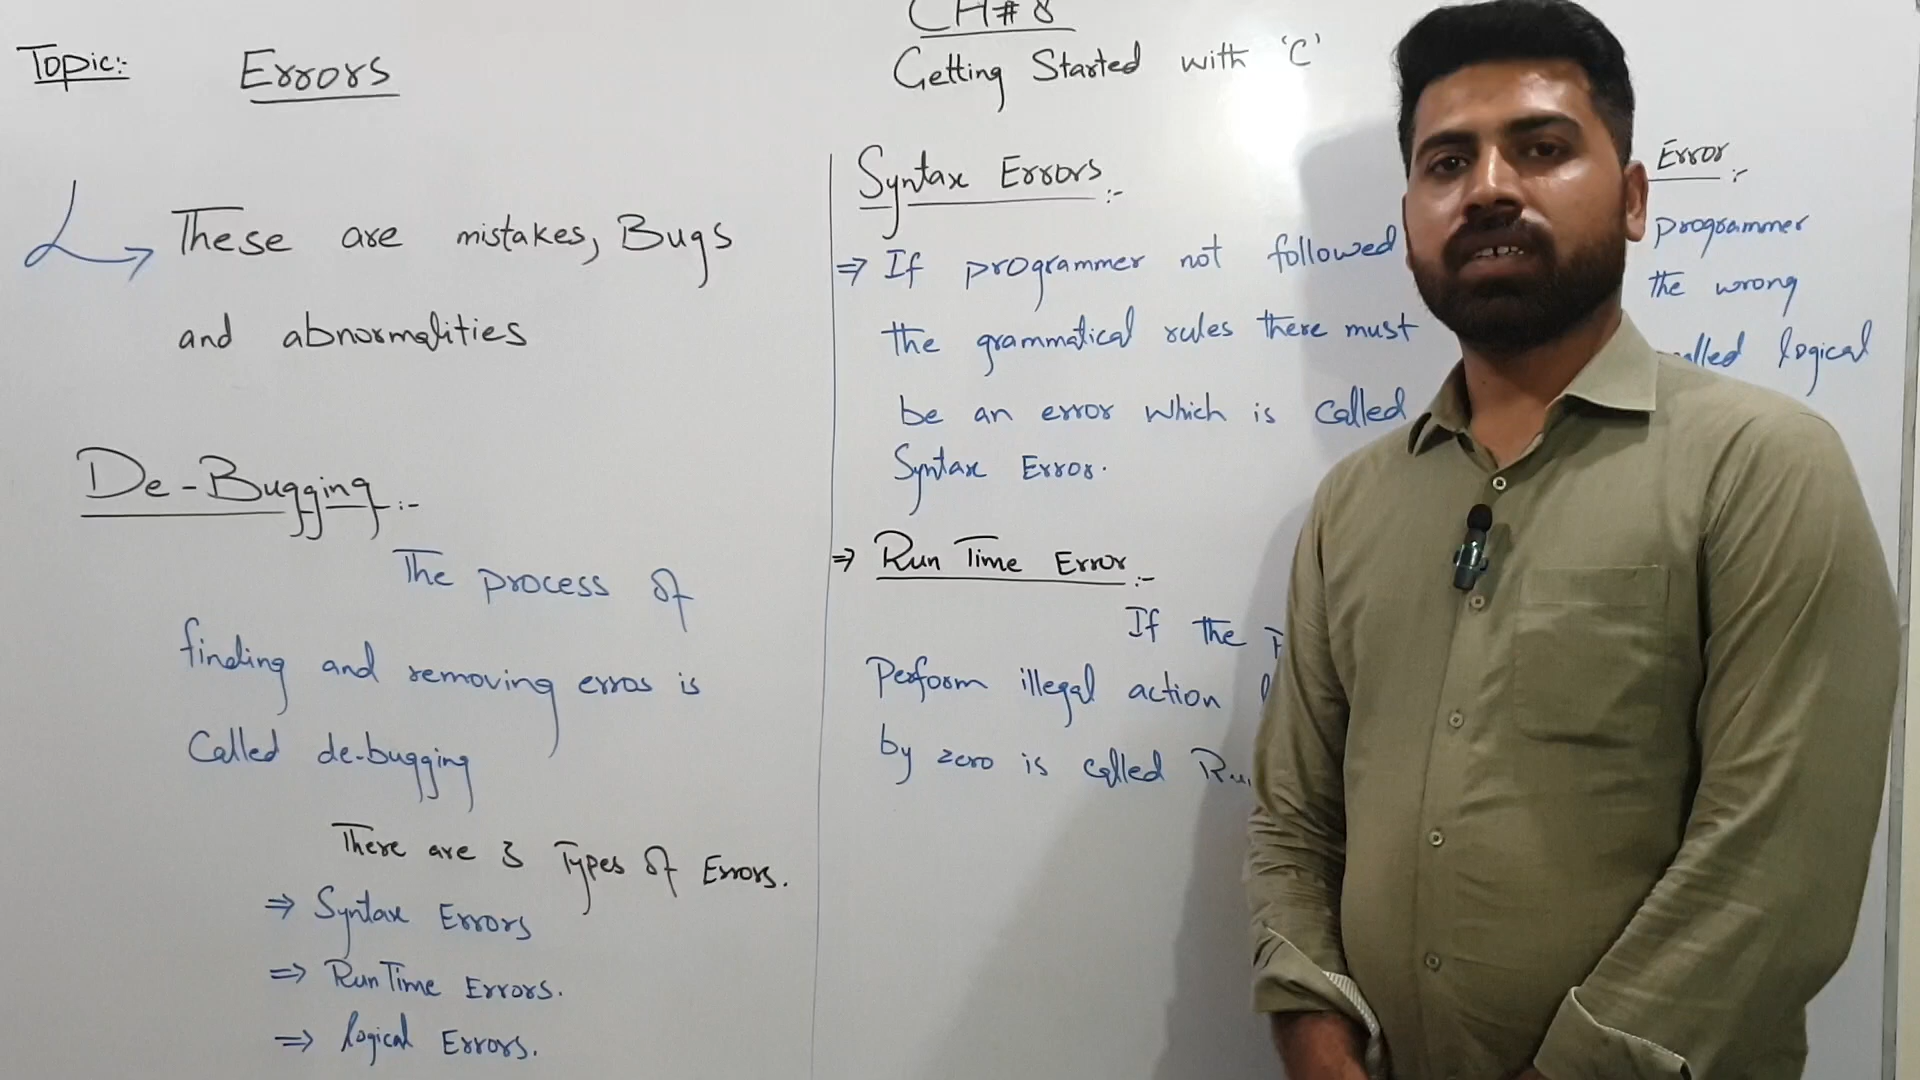 Topic:- Errors
These are mistakes, Bugs
and abnormalities
De-Bugging:-
The process of
finding and removing erros is
Called de-bugging
There are 3 Types of Errors.
⇒ Syntax Errors
⇒ Run Time Errors.
⇒ logical Errors.
CH# 8
Getting Started with 'C'
Syntax Errors:-
⇒ If programmer not followed
the grammatical rules there must
be an error which is called
Syntax Error.
⇒ Run Time Error:-
If the
Perform illegal action
by zero is called
Error:-
programmer
the wrong
logical